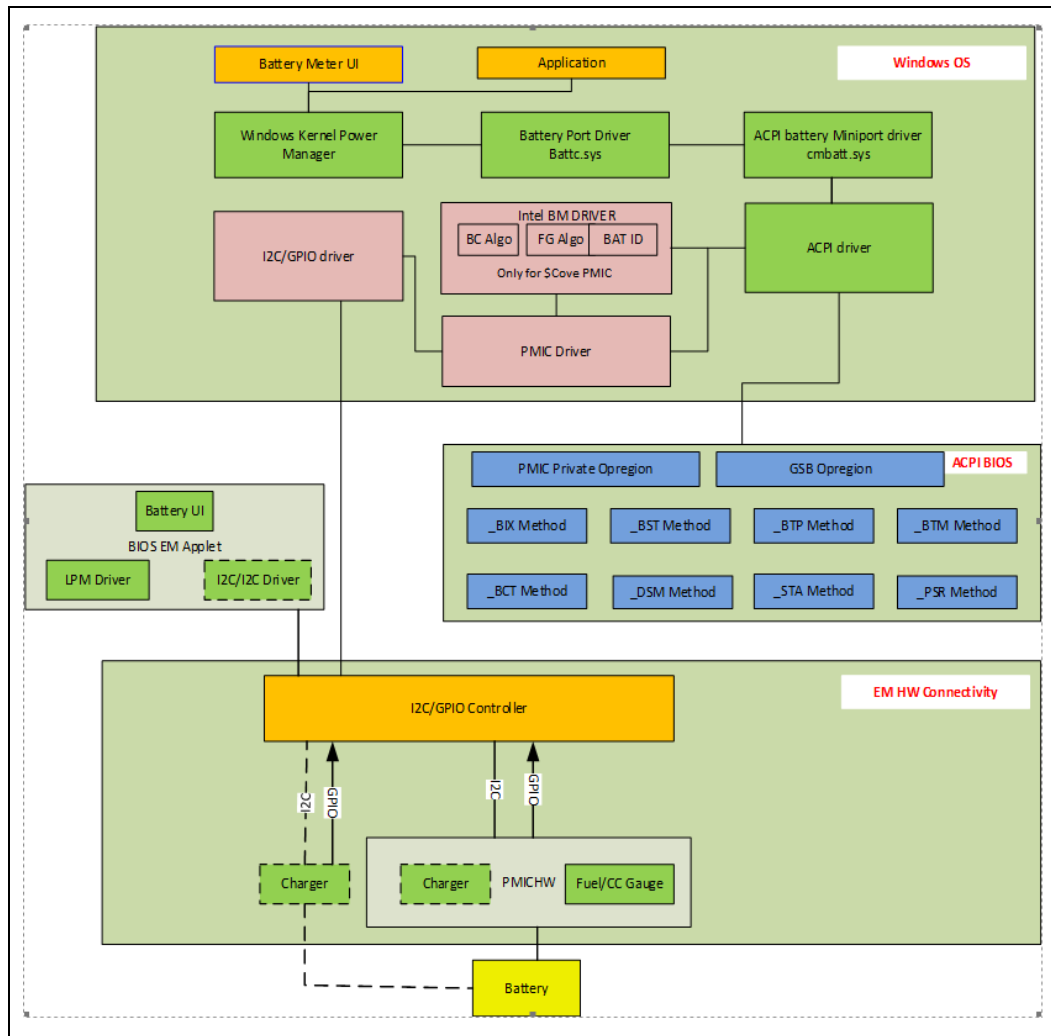 Battery Meter UI
Application
Windows OS
Windows Kernel Power
Manager
Battery Port Driver
Battc.sys
ACPI battery Miniport driver
cmbatt.sys
I2C/GPIO driver
Intel BM DRIVER
BC Algo
FG Algo
BAT ID
Only for $Cove PMIC
ACPI driver
PMIC Driver
PMIC Private Opregion
GSB Opregion
ACPI BIOS
_BIX Method
_BST Method
_BTP Method
_BTM Method
_BCT Method
_DSM Method
_STA Method
_PSR Method
Battery UI
BIOS EM Applet
LPM Driver
I2C/I2C Driver
I2C/GPIO Controller
EM HW Connectivity
I2C
GPIO
I2C
GPIO
Charger
Charger
PMICHW
Fuel/CC Gauge
Battery